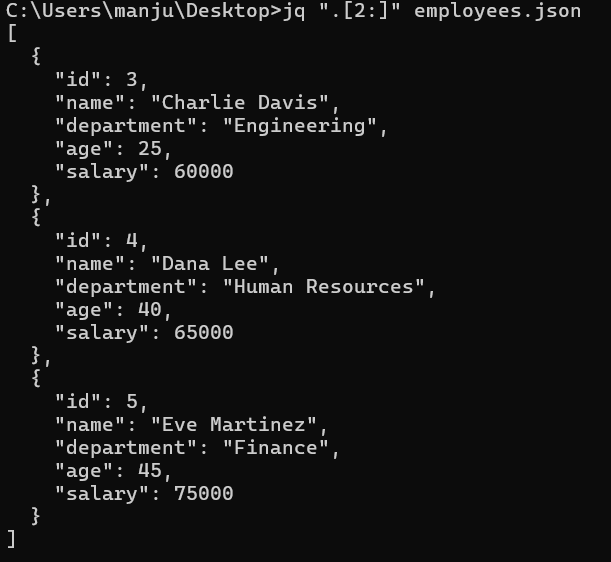 C:\Users\manju\Desktop>jq ".[2:]" employees.json
[
  {
    "id": 3,
    "name": "Charlie Davis",
    "department": "Engineering",
    "age": 25,
    "salary": 60000
  },
  {
    "id": 4,
    "name": "Dana Lee",
    "department": "Human Resources",
    "age": 40,
    "salary": 65000
  },
  {
    "id": 5,
    "name": "Eve Martinez",
    "department": "Finance",
    "age": 45,
    "salary": 75000
  }
]